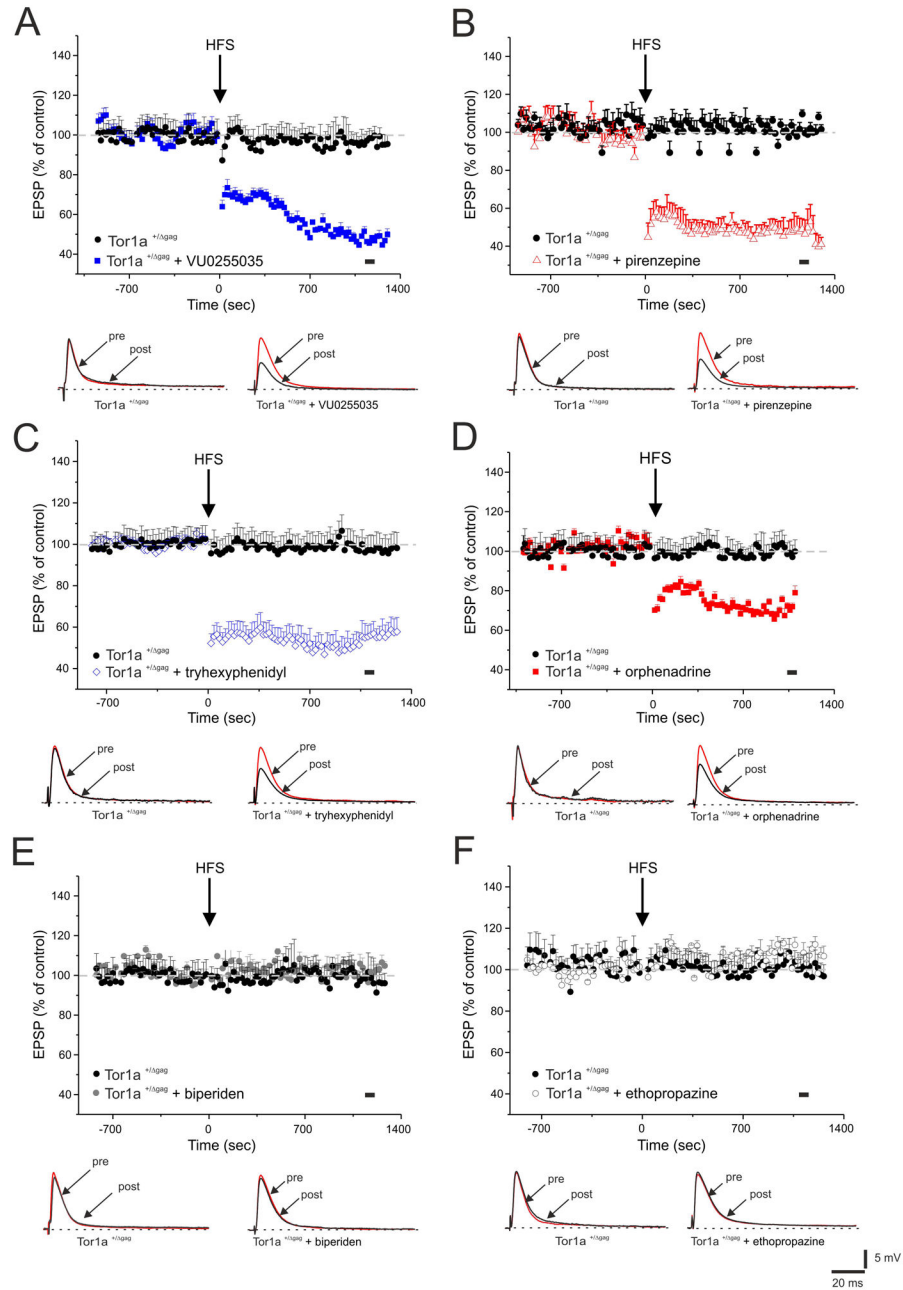 A
HFS
140
120
100
80
60
40
EPSP (% of control)
Tor1a +/Δgag
Tor1a +/Δgag + VU0255035
-700 0 700 1400
Time (sec)
pre
post
Tor1a +/Δgag
pre
post
Tor1a +/Δgag + VU0255035
B
HFS
140
120
100
80
60
40
EPSP (% of control)
Tor1a +/Δgag
Tor1a +/Δgag + pirenzepine
-700 0 700 1400
Time (sec)
pre
post
Tor1a +/Δgag
pre
post
Tor1a +/Δgag + pirenzepine
C
HFS
140
120
100
80
60
40
EPSP (% of control)
Tor1a +/Δgag
Tor1a +/Δgag + tryhexyphenidyl
-700 0 700 1400
Time (sec)
pre
post
Tor1a +/Δgag
pre
post
Tor1a +/Δgag + tryhexyphenidyl
D
HFS
140
120
100
80
60
40
EPSP (% of control)
Tor1a +/Δgag
Tor1a +/Δgag + orphenadrine
-700 0 700 1400
Time (sec)
pre
post
Tor1a +/Δgag
pre
post
Tor1a +/Δgag + orphenadrine
E
HFS
140
120
100
80
60
40
EPSP (% of control)
Tor1a +/Δgag
Tor1a +/Δgag + biperiden
-700 0 700 1400
Time (sec)
pre
post
Tor1a +/Δgag
pre
post
Tor1a +/Δgag + biperiden
F
HFS
140
120
100
80
60
40
EPSP (% of control)
Tor1a +/Δgag
Tor1a +/Δgag + ethopropazine
-700 0 700 1400
Time (sec)
pre
post
Tor1a +/Δgag
pre
post
Tor1a +/Δgag + ethopropazine
5 mV
20 ms